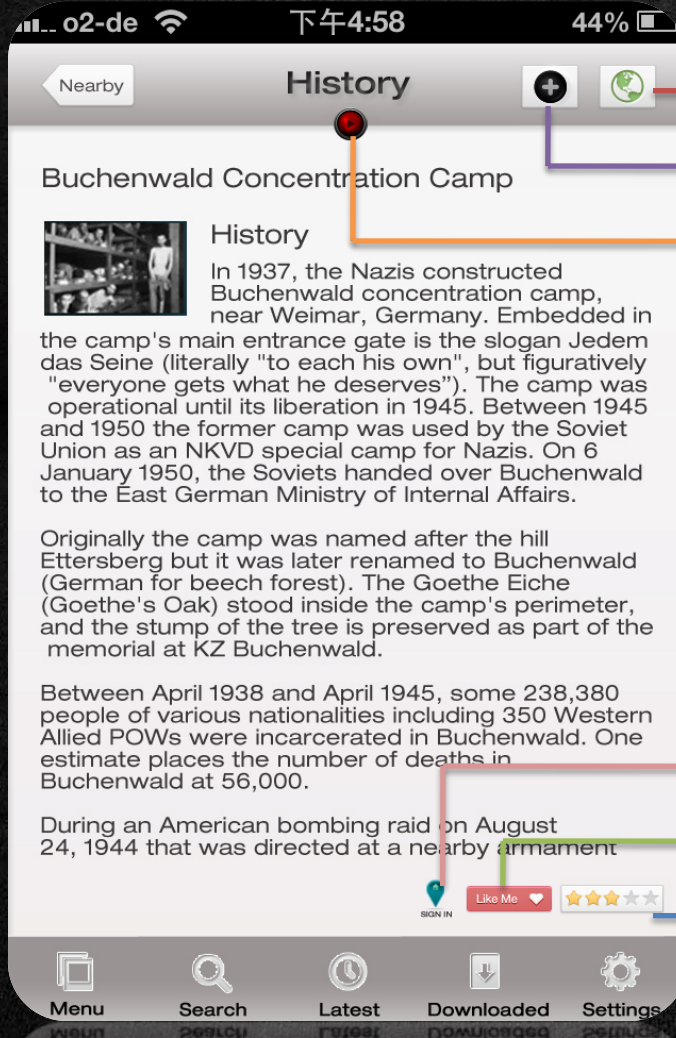 o2-de 下午4:58 44%
Nearby History
Buchenwald Concentration Camp
History
In 1937, the Nazis constructed
Buchenwald concentration camp,
near Weimar, Germany. Embedded in
the camp's main entrance gate is the slogan Jedem
das Seine (literally "to each his own", but figuratively
"everyone gets what he deserves”). The camp was
operational until its liberation in 1945. Between 1945
and 1950 the former camp was used by the Soviet
Union as an NKVD special camp for Nazis. On 6
January 1950, the Soviets handed over Buchenwald
to the East German Ministry of Internal Affairs.
Originally the camp was named after the hill
Ettersberg but it was later renamed to Buchenwald
(German for beech forest). The Goethe Eiche
(Goethe's Oak) stood inside the camp's perimeter,
and the stump of the tree is preserved as part of the
memorial at KZ Buchenwald.
Between April 1938 and April 1945, some 238,380
people of various nationalities including 350 Western
Allied POWs were incarcerated in Buchenwald. One
estimate places the number of deaths in
Buchenwald at 56,000.
During an American bombing raid on August
24, 1944 that was directed at a nearby armament
SIGN IN Like Me
Menu Search Latest Downloaded Settings